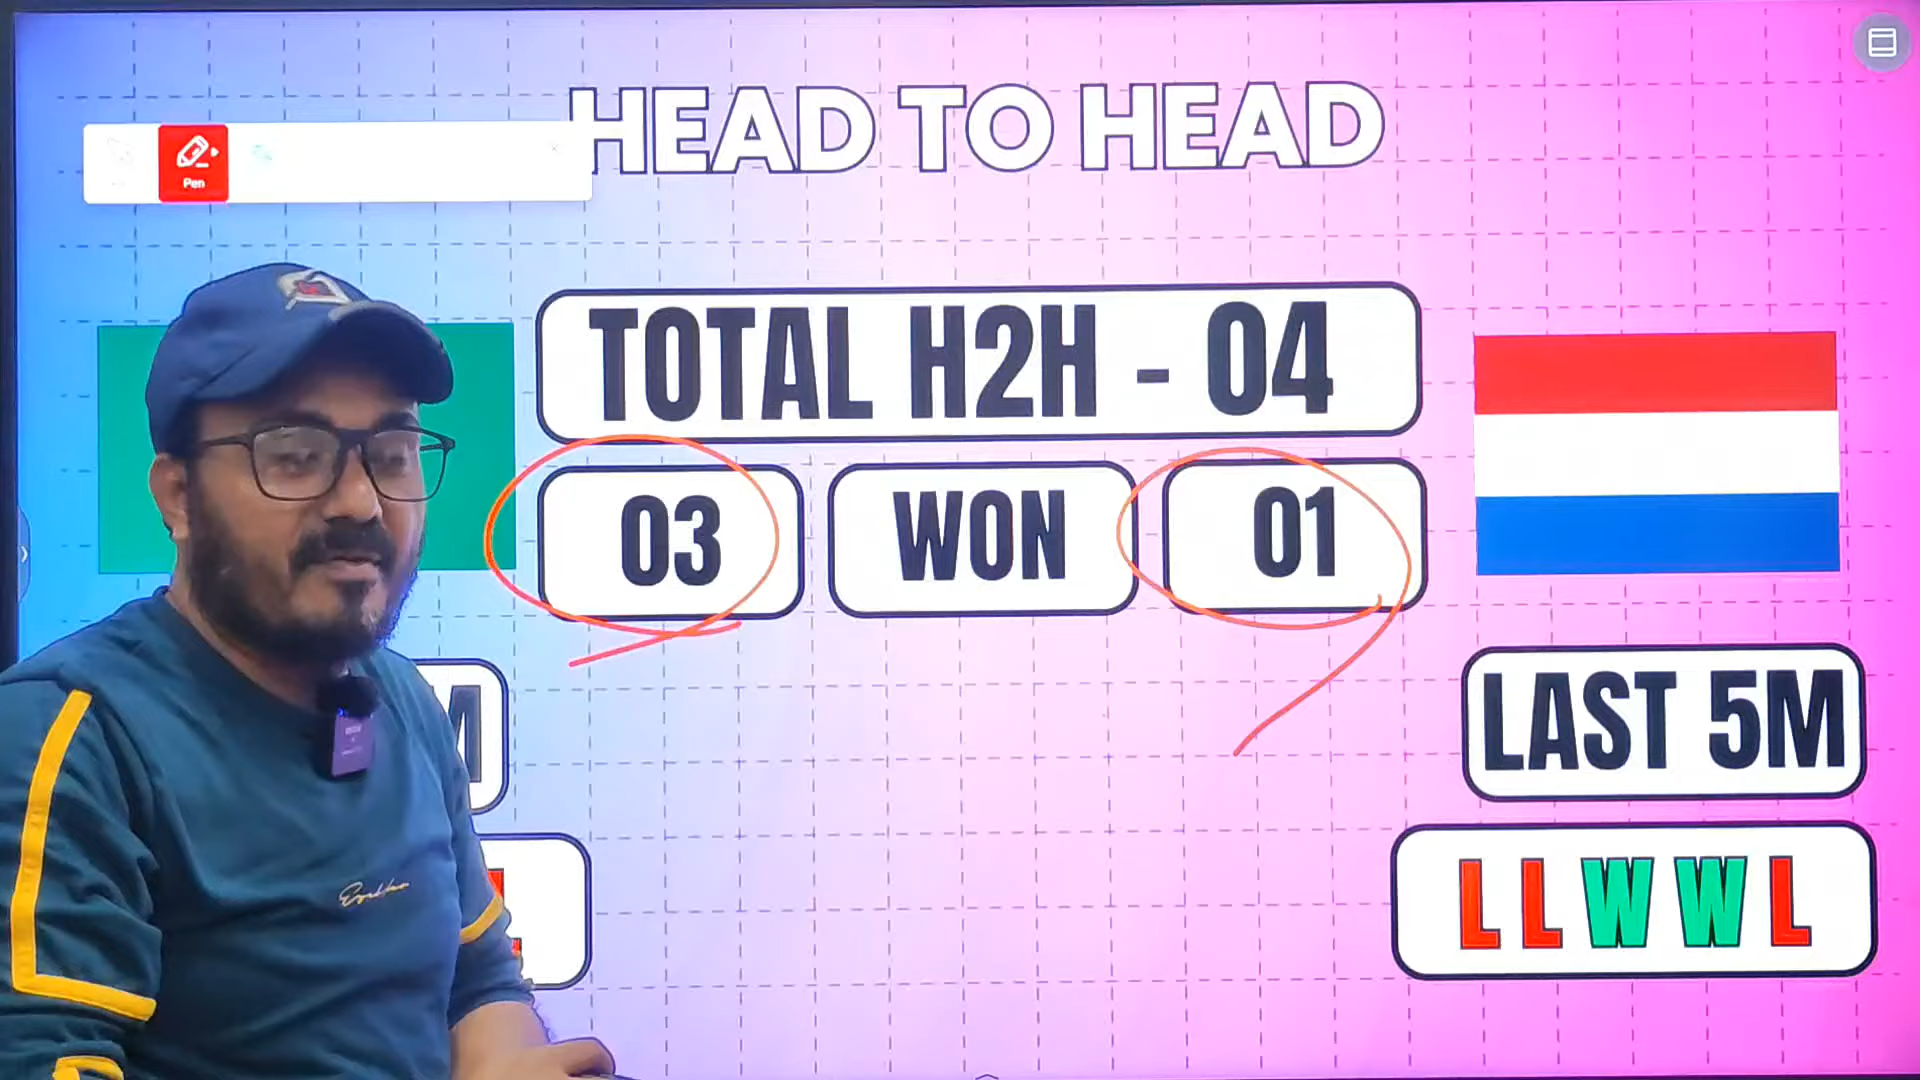 HEAD TO HEAD
Pen
TOTAL H2H - 04
03 WON 01
LAST 5M
L L W W L